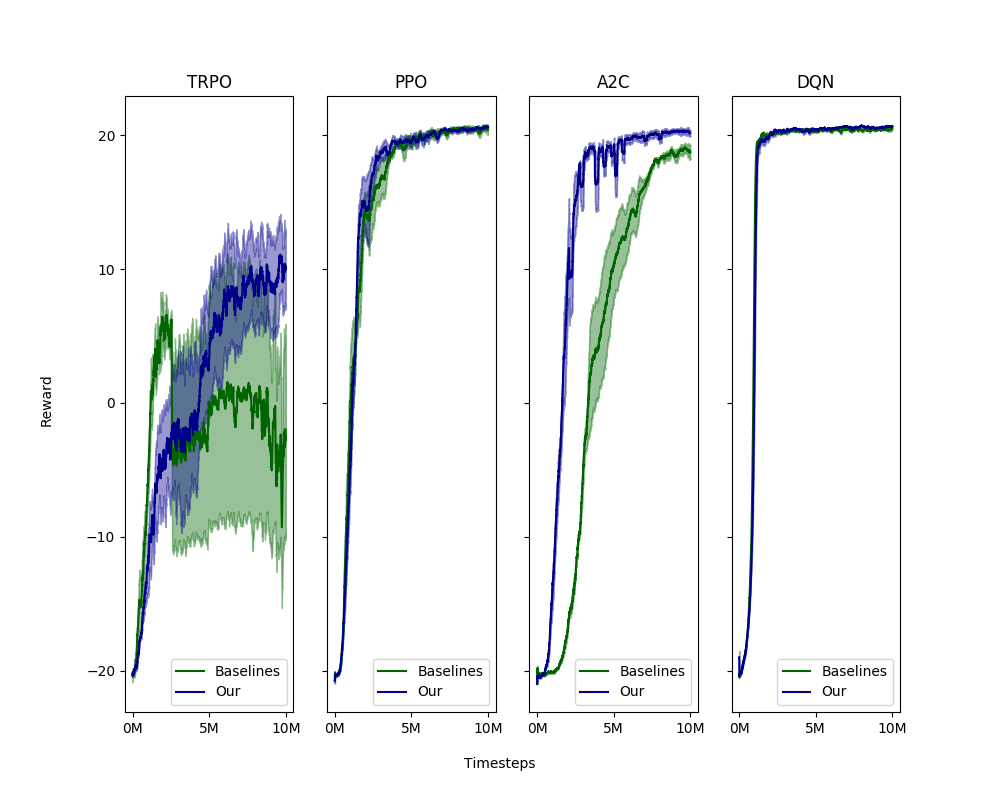 TRPO PPO A2C DQN
20
10
0
−10
−20
Reward
Baselines
Our
Baselines
Our
Baselines
Our
Baselines
Our
0M 5M 10M 0M 5M 10M 0M 5M 10M 0M 5M 10M
Timesteps